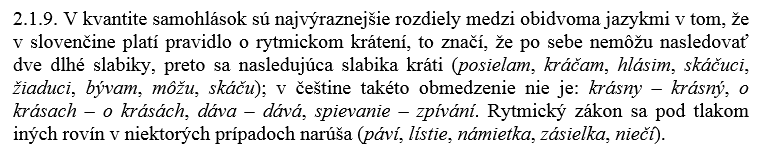 2.1.9. V kvantite samohlások sú najvýraznejšie rozdiely medzi obidvoma jazykmi v tom, že
v slovenčine platí pravidlo o rytmickom krátení, to značí, že po sebe nemôžu nasledovať
dve dlhé slabiky, preto sa nasledujúca slabika kráti (posielam, kráčam, hlásim, skáčuci,
žiaduci, bývam, môžu, skáču); v češtine takéto obmedzenie nie je: krásny – krásný, o
krásach – o krásách, dáva – dává, spievanie – zpívání. Rytmický zákon sa pod tlakom
iných rovín v niektorých prípadoch narúša (páví, lístie, námietka, zásielka, niečí).